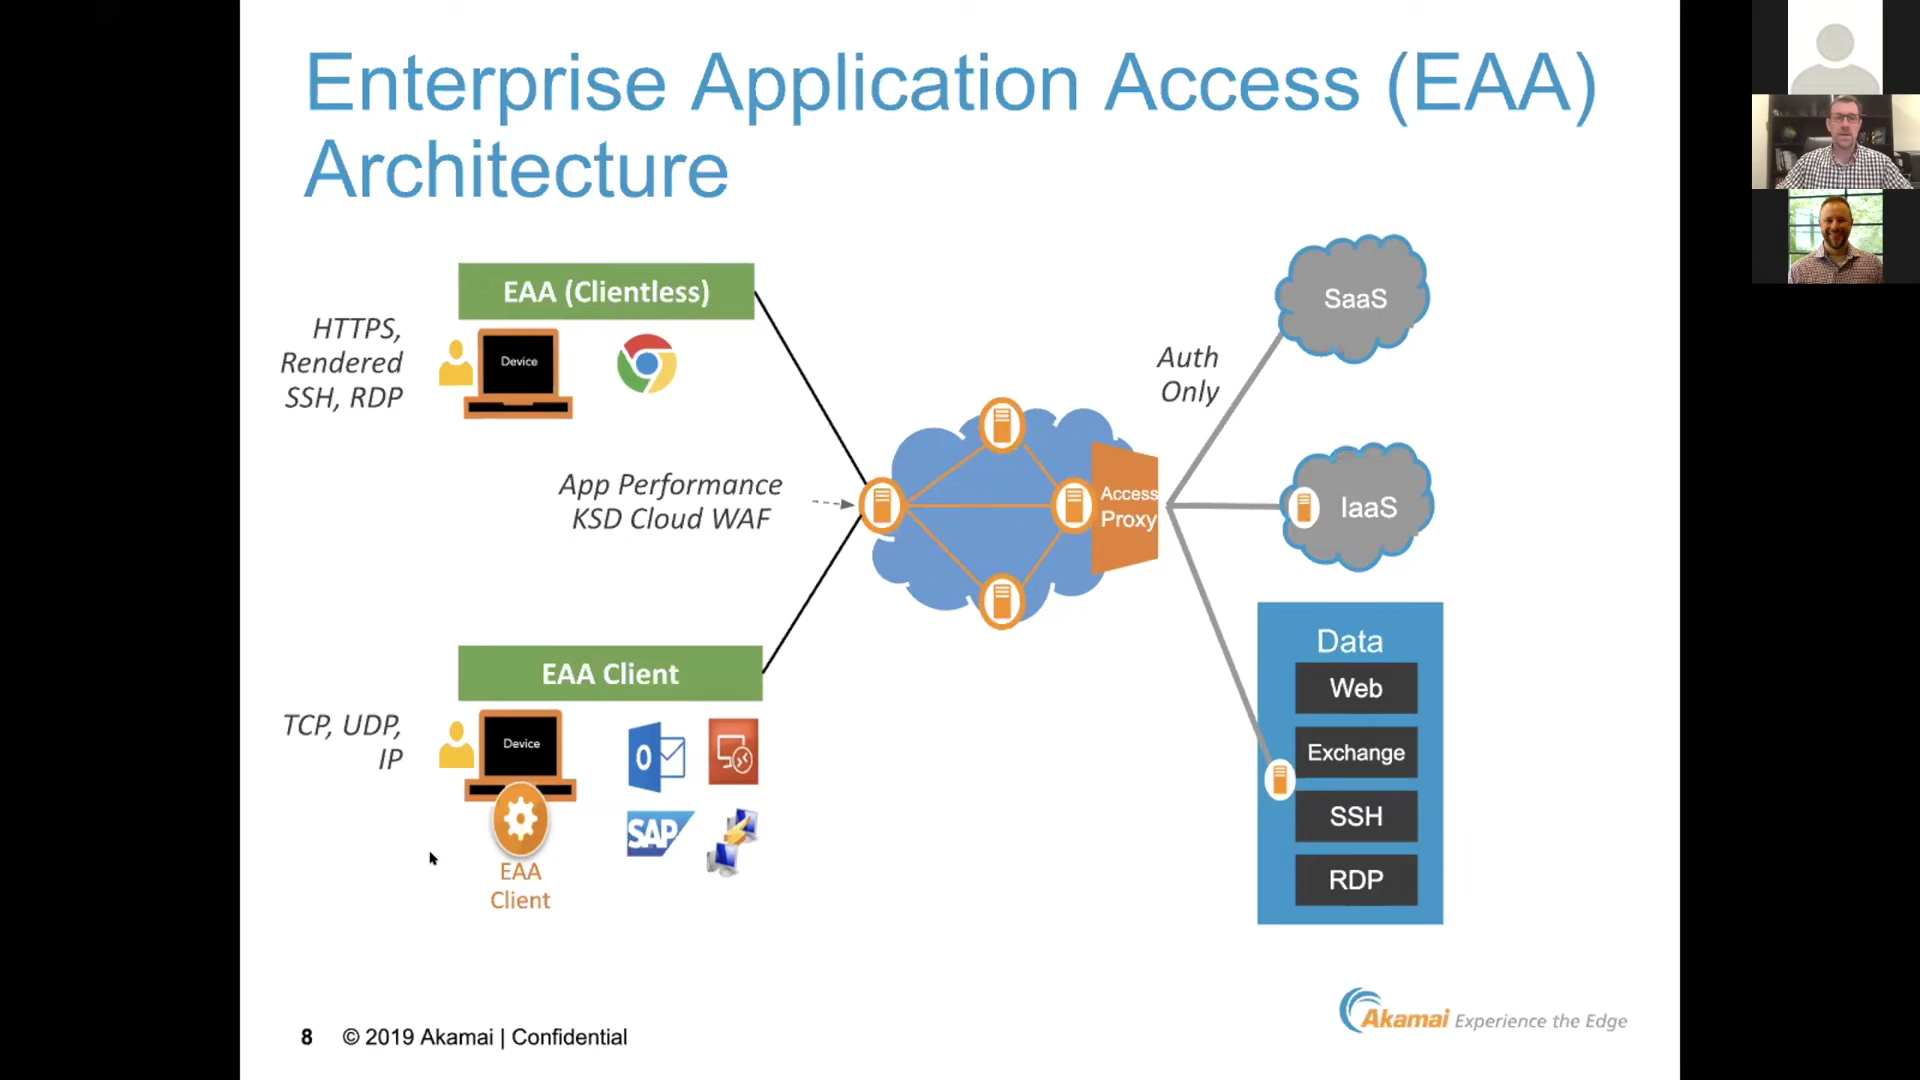 Enterprise Application Access (EAA)
Architecture
EAA (Clientless)
HTTPS,
Rendered
SSH, RDP
Device
App Performance
KSD Cloud WAF
EAA Client
TCP, UDP,
IP
Device
O
SAP
EAA
Client
Access
Proxy
Auth
Only
SaaS
IaaS
Data
Web
Exchange
SSH
RDP
8 © 2019 Akamai | Confidential
Akamai Experience the Edge